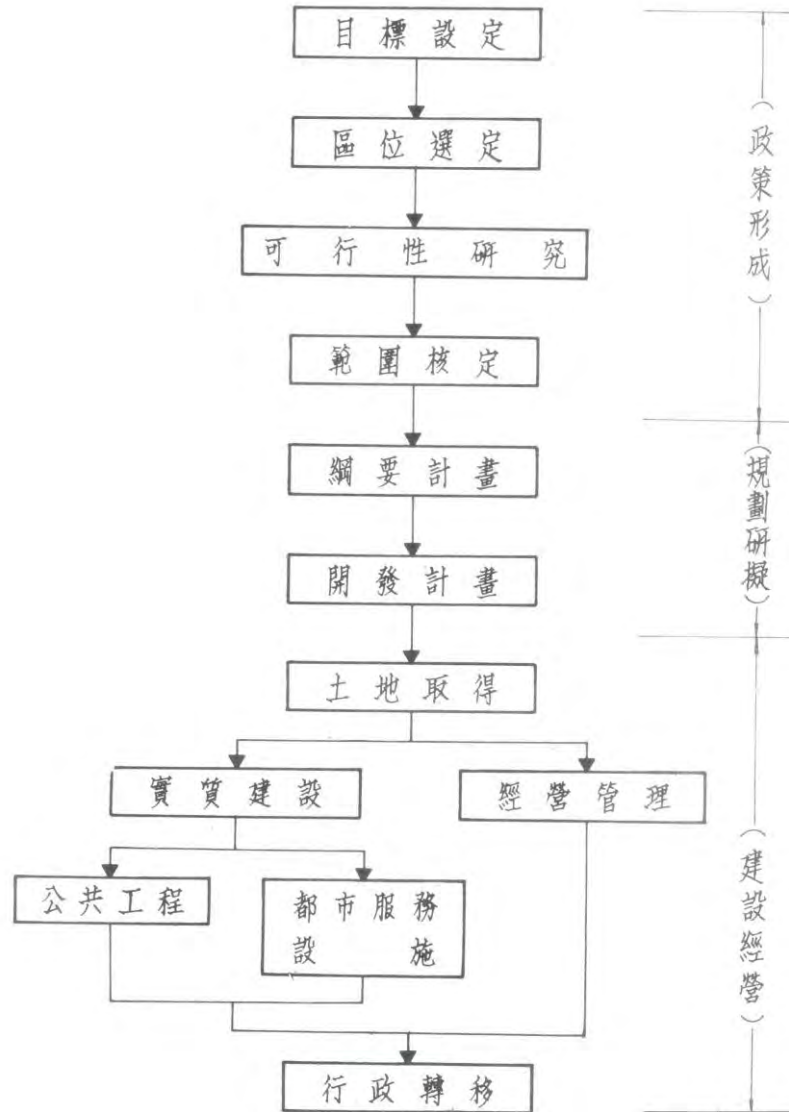 目標設定
區位選定
可行性研究
範圍核定
(政策形成)
綱要計畫
開發計畫
(規劃研擬)
土地取得
實質建設
經營管理
公共工程
都市服務
設施
行政轉移
(建設經營)